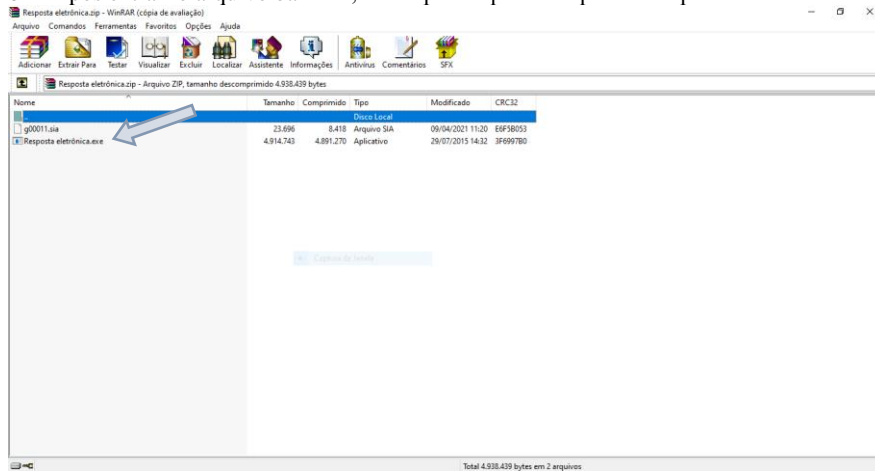 Resposta eletrônica.zip - WinRAR (cópia de avaliação)
Arquivo Comandos Ferramentas Favoritos Opções Ajuda
Adicionar Extrair Para Testar Visualizar Excluir Localizar Assistente Informações Antivírus Comentários SFX
Resposta eletrônica.zip - Arquivo ZIP, tamanho descomprimido 4.938.439 bytes
Nome Tamanho Comprimido Tipo Modificado CRC32
.. Disco Local
g00011.sia 23.696 8.418 Arquivo SIA 09/04/2021 11:20 E6F5B053
Resposta eletrônica.exe 4.914.743 4.891.270 Aplicativo 29/07/2015 14:32 3F6997B0
Captura de
Total 4.938.439 bytes em 2 arquivos